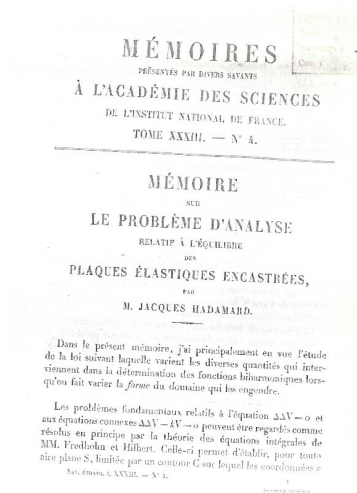 MÉMOIRES
PRÉSENTÉS PAR DIVERS SAVANTS
À L'ACADÉMIE DES SCIENCES
DE L'INSTITUT NATIONAL DE FRANCE.
TOME XXXIII. — N° 4.
MÉMOIRE
SUR
LE PROBLÈME D'ANALYSE
RELATIF À L'ÉQUILIBRE
DES
PLAQUES ÉLASTIQUES ENCASTRÉES,
PAR
M. JACQUES HADAMARD.
Dans le présent mémoire, j'ai principalement en vue l'étude
de la loi suivant laquelle varient les diverses quantités qui inter-
viennent dans la détermination des fonctions biharmoniques lors-
qu'on fait varier la forme du domaine qui les engendre.
Les problèmes fondamentaux relatifs à l'équation ΔΔV = 0 et
aux équations connexes ΔΔV — kV = 0 peuvent être regardés comme
résolus en principe par la théorie des équations intégrales de
MM. Fredholm et Hilbert. Celle-ci permet d'établir, pour toute
aire plane S, limitée par un contour C sur lequel les coordonnées
SAV. ÉTRANG. t. XXXIII. — N° 4.